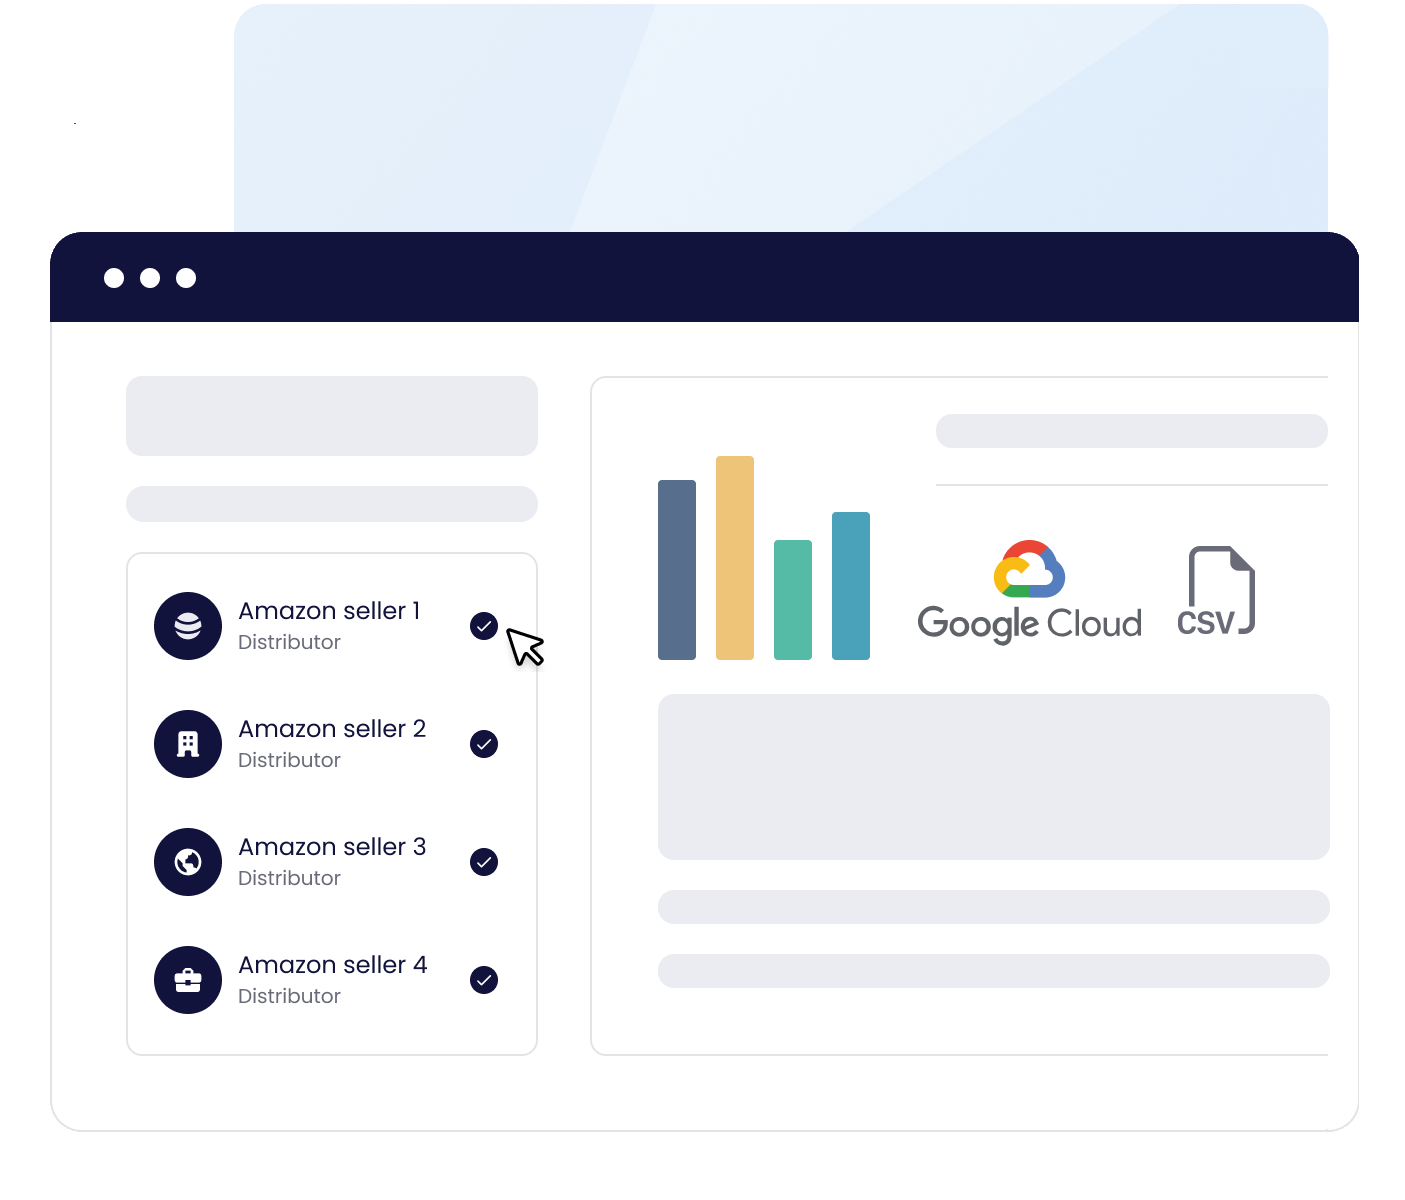 Amazon seller 1
Distributor
Amazon seller 2
Distributor
Amazon seller 3
Distributor
Amazon seller 4
Distributor
Google Cloud
CSV